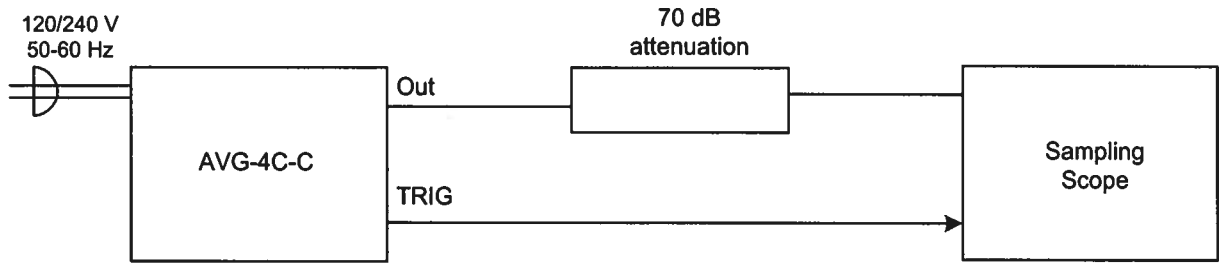 120/240 V
50-60 Hz
70 dB
attenuation
Out
AVG-4C-C
TRIG
Sampling
Scope